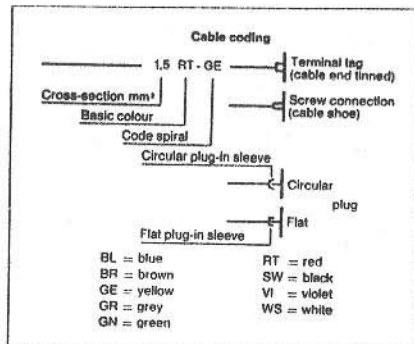 Cable coding
1,5 RT - GE
Terminal tag
(cable end tinned)
Cross-section mm²
Basic colour
Code spiral
Screw connection
(cable shoe)
Circular plug-in sleeve
Circular
plug
Flat
Flat plug-in sleeve
BL = blue
BR = brown
GE = yellow
GR = grey
GN = green
RT = red
SW = black
VI = violet
WS = white